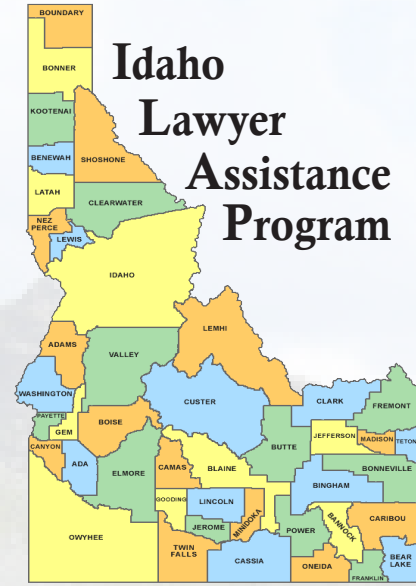 BOUNDARY
Idaho
BONNER
Lawyer
KOOTENAI
BENEWAH
SHOSHONE
Assistance
LATAH
CLEARWATER
Program
NEZ
PERCE
LEWIS
IDAHO
LEMHI
ADAMS
VALLEY
WASHINGTON
CUSTER
CLARK
FREMONT
PAYETTE
GEM
BOISE
JEFFERSON
MADISON
TETON
CANYON
ADA
BUTTE
ELMORE
CAMAS
BLAINE
BONNEVILLE
BINGHAM
GOODING
LINCOLN
JEROME
MINIDOKA
POWER
BANNOCK
CARIBOU
OWYHEE
TWIN
FALLS
CASSIA
ONEIDA
BEAR
LAKE
FRANKLIN